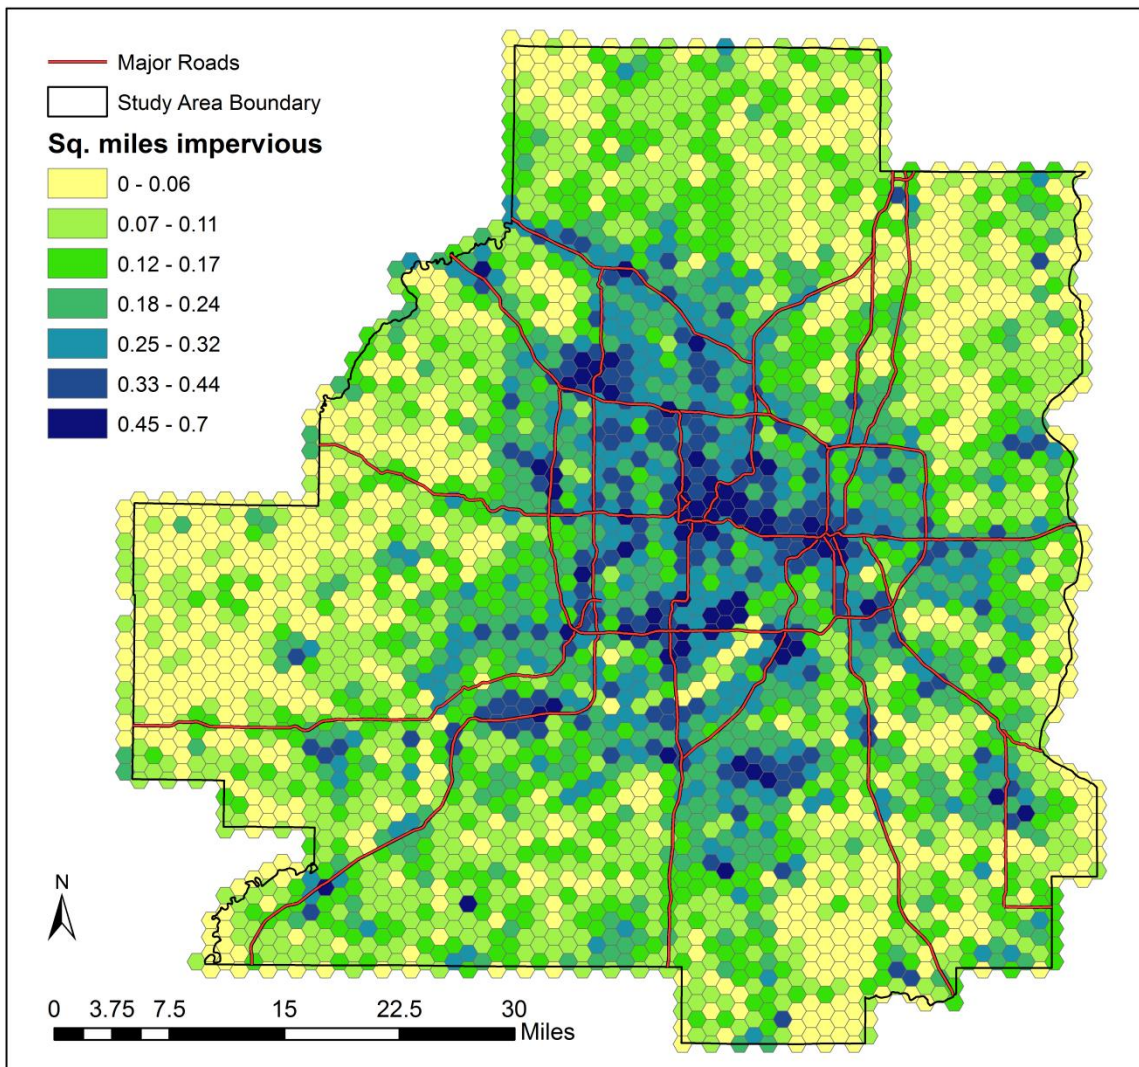 Major Roads
Study Area Boundary
Sq. miles impervious
0 - 0.06
0.07 - 0.11
0.12 - 0.17
0.18 - 0.24
0.25 - 0.32
0.33 - 0.44
0.45 - 0.7
N
0 3.75 7.5 15 22.5 30
Miles